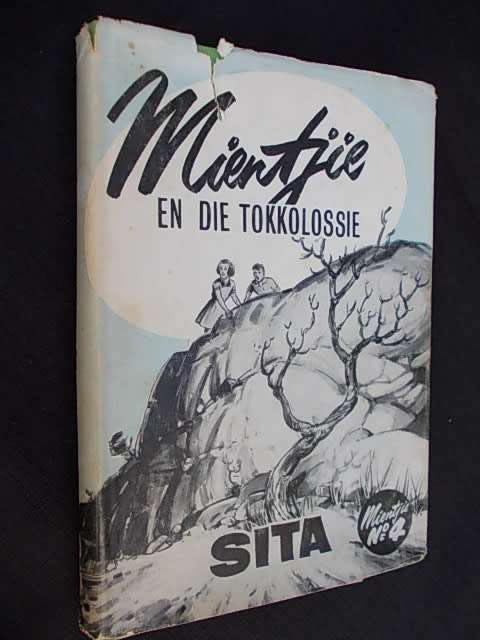 Mientjie
EN DIE TOKKOLOSSIE
SITA
Mientjie
No 4